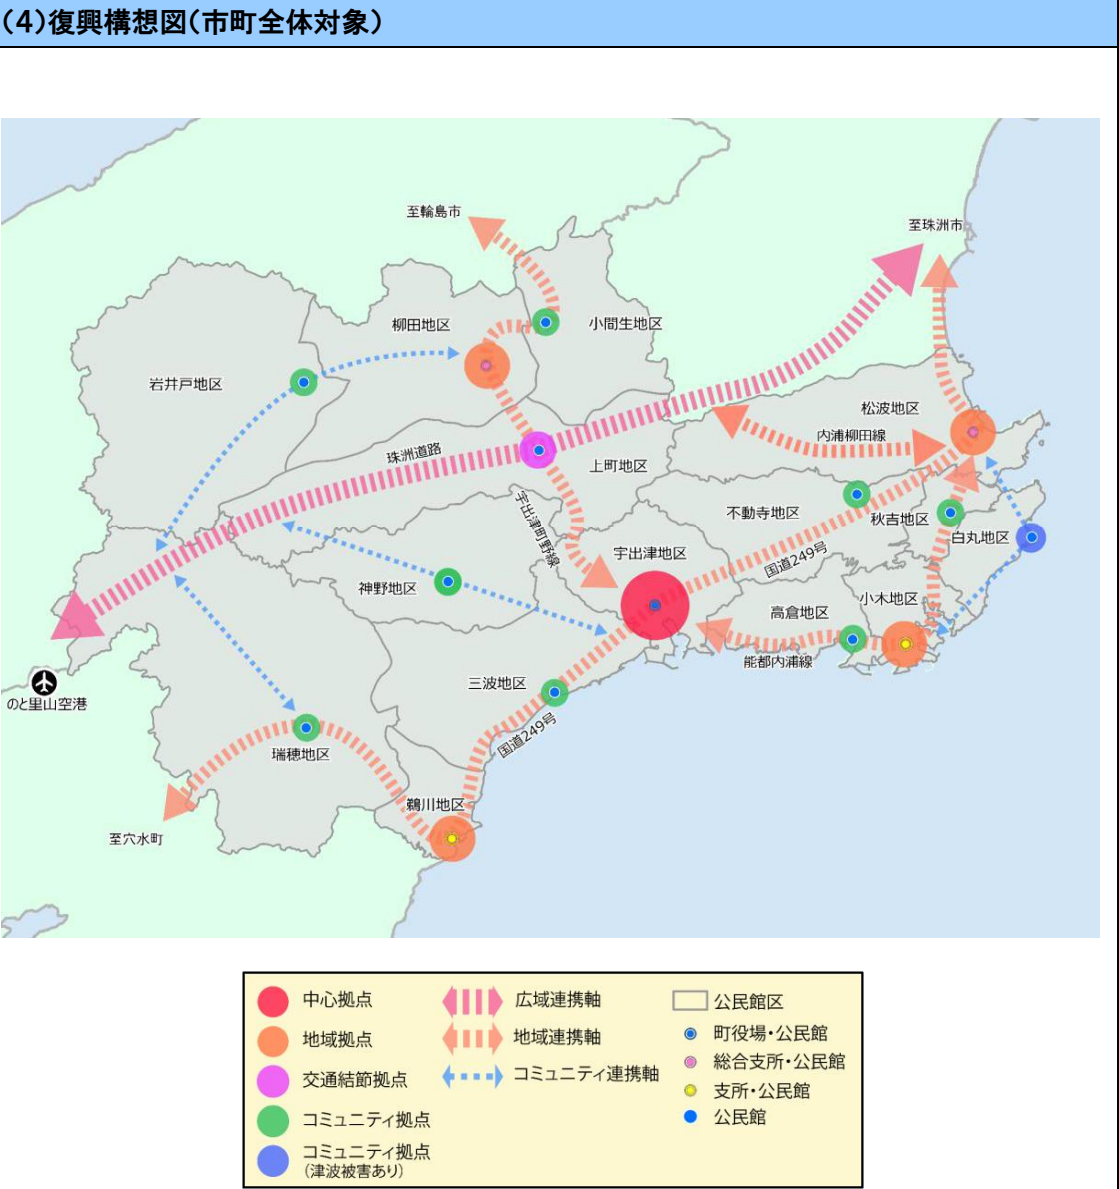 (4)復興構想図(市町全体対象)
至輪島市
至珠洲市
柳田地区
小間生地区
岩井戸地区
松波地区
内浦柳田線
珠洲道路
上町地区
宇出津町野線
不動寺地区
秋吉地区
白丸地区
宇出津地区
国道249号
神野地区
小木地区
高倉地区
能都内浦線
三波地区
のと里山空港
国道249号
瑞穂地区
鵜川地区
至穴水町
中心拠点
広域連携軸
公民館区
地域拠点
地域連携軸
町役場・公民館
交通結節拠点
コミュニティ連携軸
総合支所・公民館
コミュニティ拠点
支所・公民館
公民館
コミュニティ拠点
(津波被害あり)